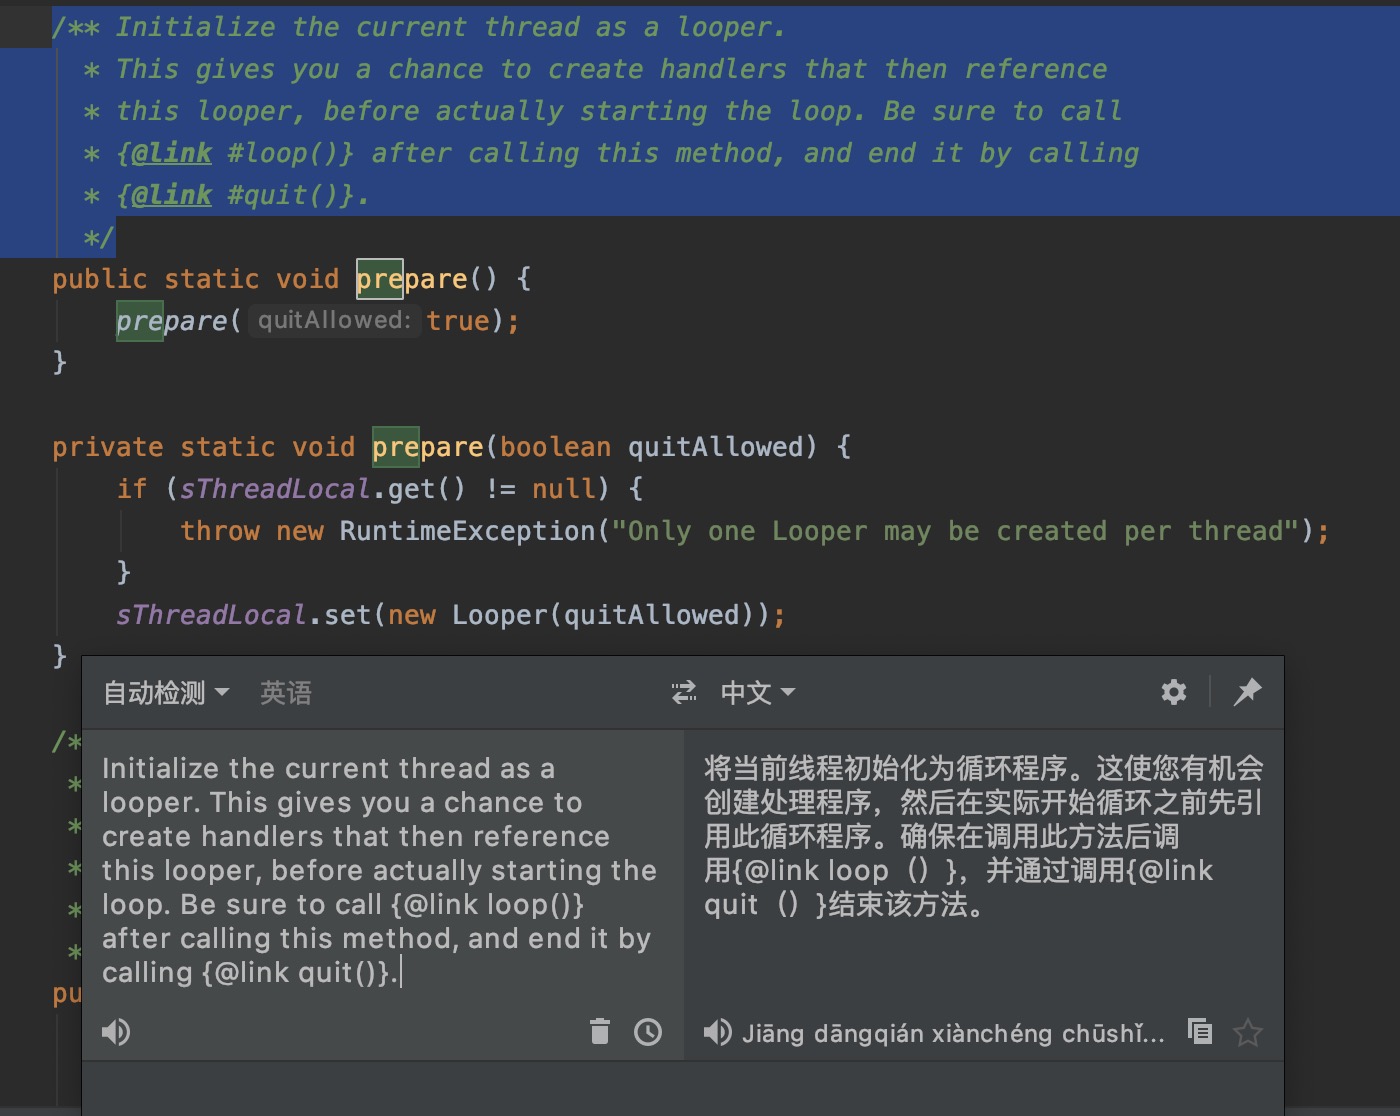 /** Initialize the current thread as a looper.
* This gives you a chance to create handlers that then reference
* this looper, before actually starting the loop. Be sure to call
* {@link #loop()} after calling this method, and end it by calling
* {@link #quit()}.
*/
public static void prepare() {
prepare( quitAllowed: true);
}
private static void prepare(boolean quitAllowed) {
if (sThreadLocal.get() != null) {
throw new RuntimeException("Only one Looper may be created per thread");
}
sThreadLocal.set(new Looper(quitAllowed));
}
/*
*
*
*
*
*
pu
自动检测 英语 中文
Initialize the current thread as a
looper. This gives you a chance to
create handlers that then reference
this looper, before actually starting the
loop. Be sure to call {@link loop()}
after calling this method, and end it by
calling {@link quit()}.
将当前线程初始化为循环程序。这使您有机会
创建处理程序，然后在实际开始循环之前先引
用此循环程序。确保在调用此方法后调
用{@link loop（）}，并通过调用{@link
quit（）}结束该方法。
Jiāng dāngqián xiànchéng chūshǐ...